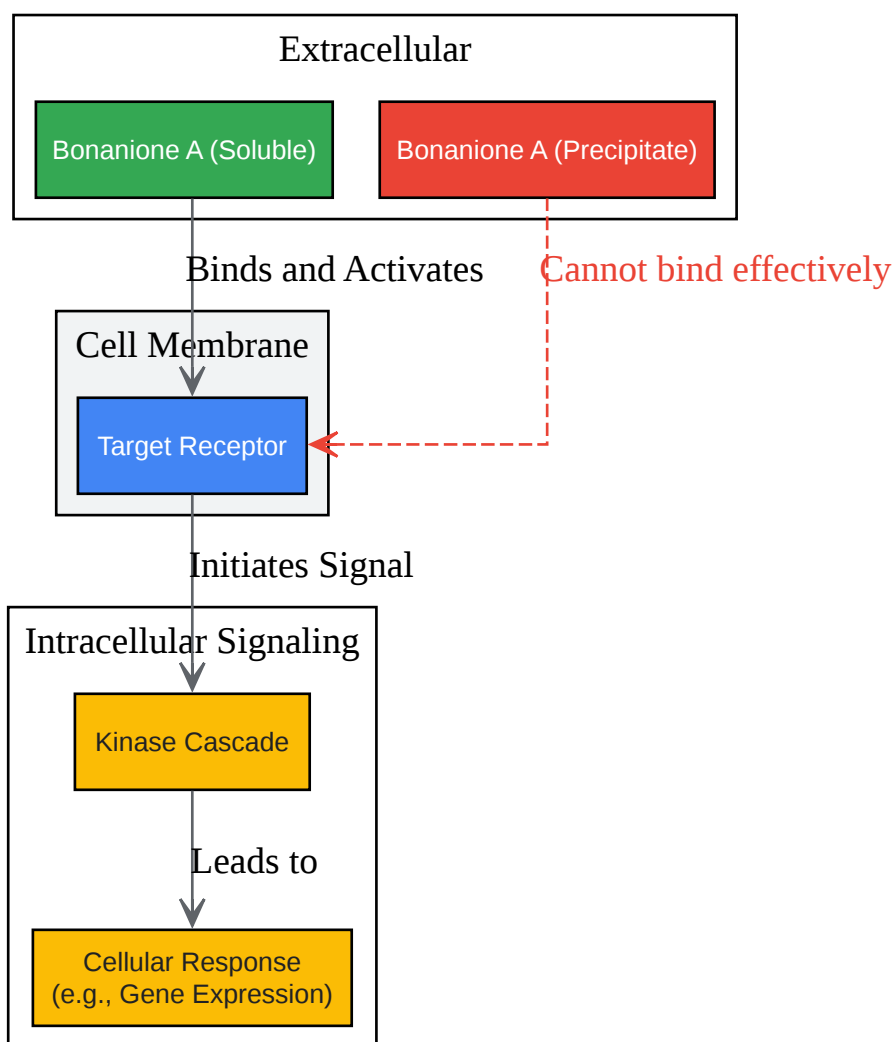 Extracellular
Bonanione A (Soluble)
Bonanione A (Precipitate)
Binds and Activates
Cannot bind effectively
Cell Membrane
Target Receptor
Initiates Signal
Intracellular Signaling
Kinase Cascade
Leads to
Cellular Response
(e.g., Gene Expression)